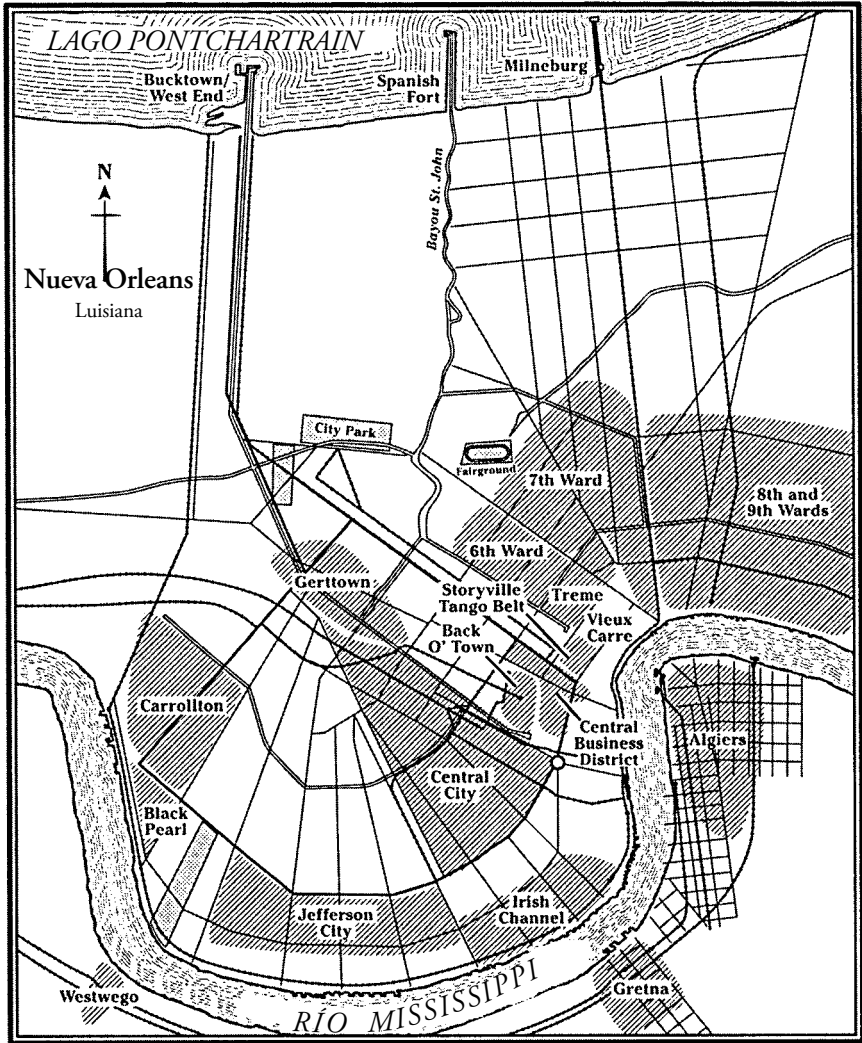 LAGO PONTCHARTRAIN
Bucktown
West End
Spanish
Fort
Milneburg
N
Bayou St. John
Nueva Orleans
Luisiana
City Park
Fairground
7th Ward
8th and
9th Wards
6th Ward
Gerttown
Storyville
Tango Belt
Treme
Vieux
Carre
Back
O' Town
Carrollton
Central
Business
District
Algiers
Central
City
Black
Pearl
Irish
Channel
Jefferson
City
Westwego
Gretna
RÍO MISSISSIPPI